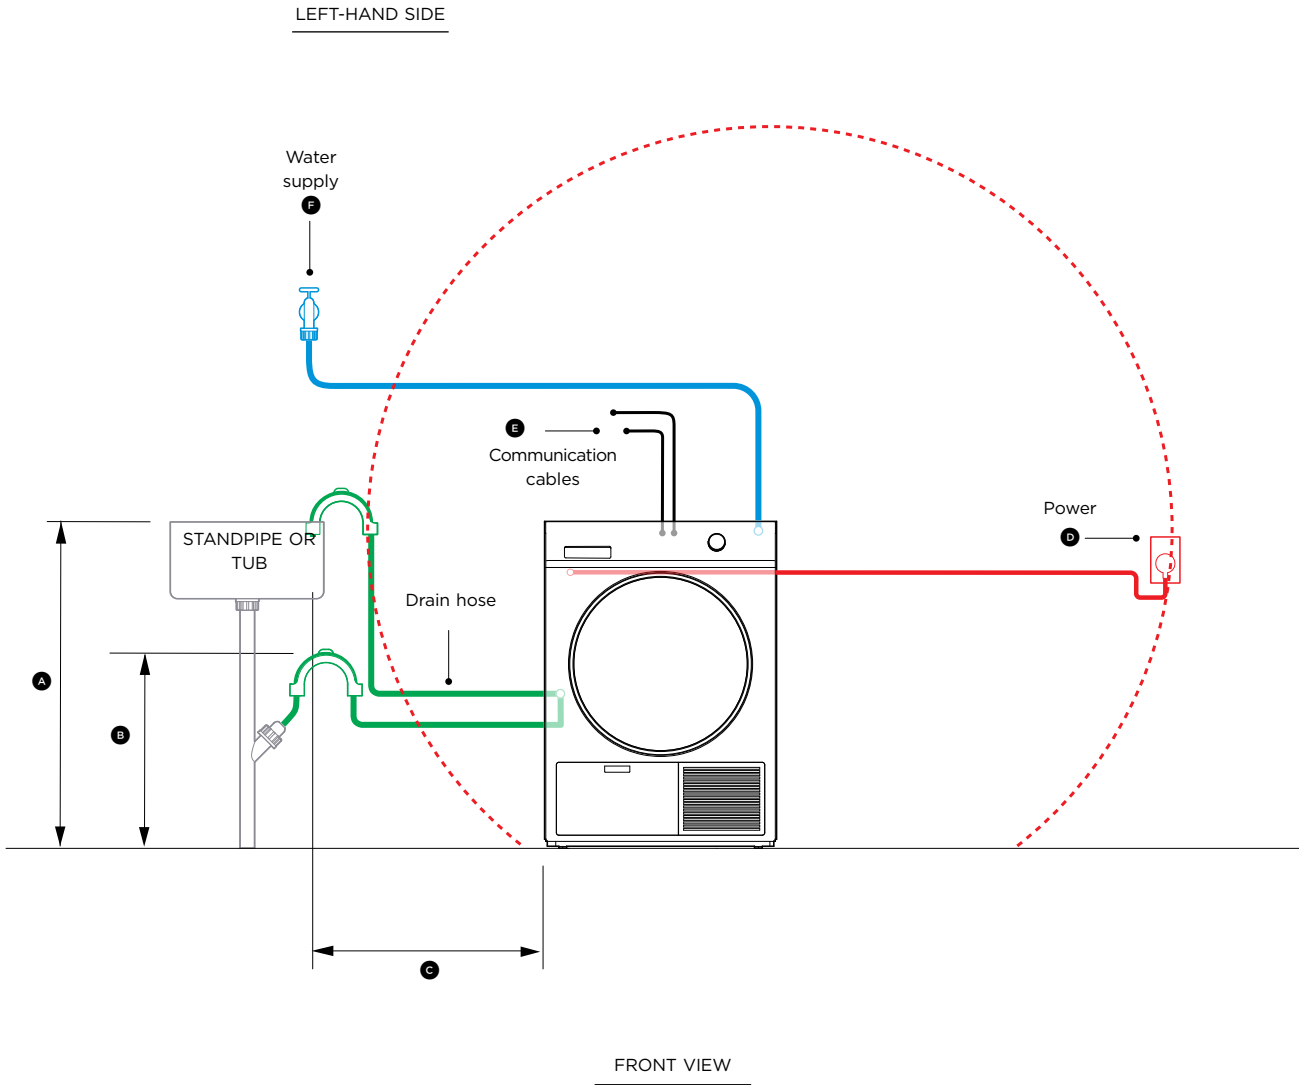 LEFT-HAND SIDE
Water
supply
F
E
Communication
cables
Power
D
STANDPIPE OR
TUB
Drain hose
A
B
C
FRONT VIEW